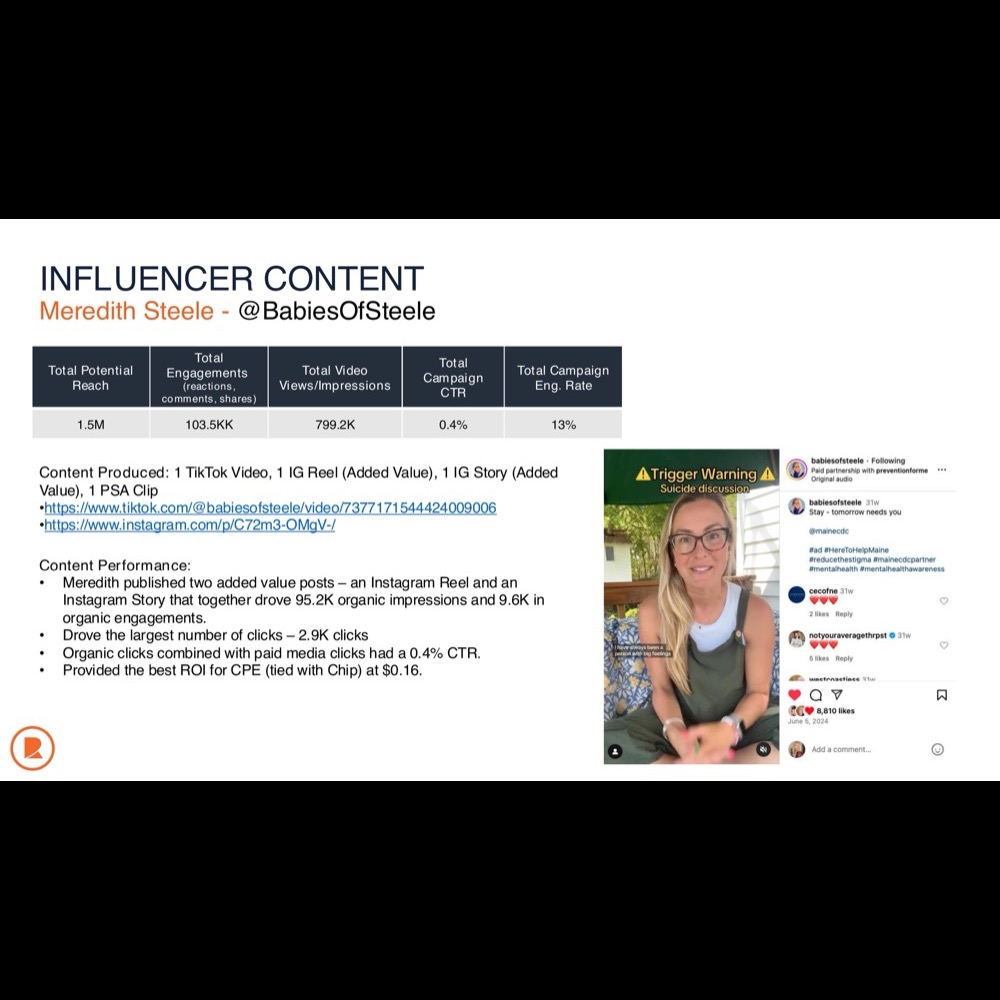 INFLUENCER CONTENT
Meredith Steele - @BabiesOfSteele
Total Potential
Reach
Total
Engagements
(reactions,
comments, shares)
Total Video
Views/Impressions
Total
Campaign
CTR
Total Campaign
Eng. Rate
1.5M
103.5KK
799.2K
0.4%
13%
Content Produced: 1 TikTok Video, 1 IG Reel (Added Value), 1 IG Story (Added
Value), 1 PSA Clip
•https://www.tiktok.com/@babiesofsteele/video/7377171544424009006
•https://www.instagram.com/p/C72m3-OMgV-/
Content Performance:
• Meredith published two added value posts – an Instagram Reel and an
Instagram Story that together drove 95.2K organic impressions and 9.6K in
organic engagements.
• Drove the largest number of clicks – 2.9K clicks
• Organic clicks combined with paid media clicks had a 0.4% CTR.
• Provided the best ROI for CPE (tied with Chip) at $0.16.
⚠️Trigger Warning ⚠️
Suicide discussion
I have always been a
person with big feelings
babiesofsteele • Following
Paid partnership with preventionforme
Original audio
babiesofsteele 31w
Stay - tomorrow needs you
@mainecdc
#ad #HereToHelpMaine
#reducethestigma #mainecdcpartner
#mentalhealth #mentalhealthawareness
cecofne 31w
❤️❤️❤️
2 likes Reply
notyouraveragethrpst 31w
❤️❤️❤️
5 likes Reply
31w
8,810 likes
June 5, 2024
Add a comment...